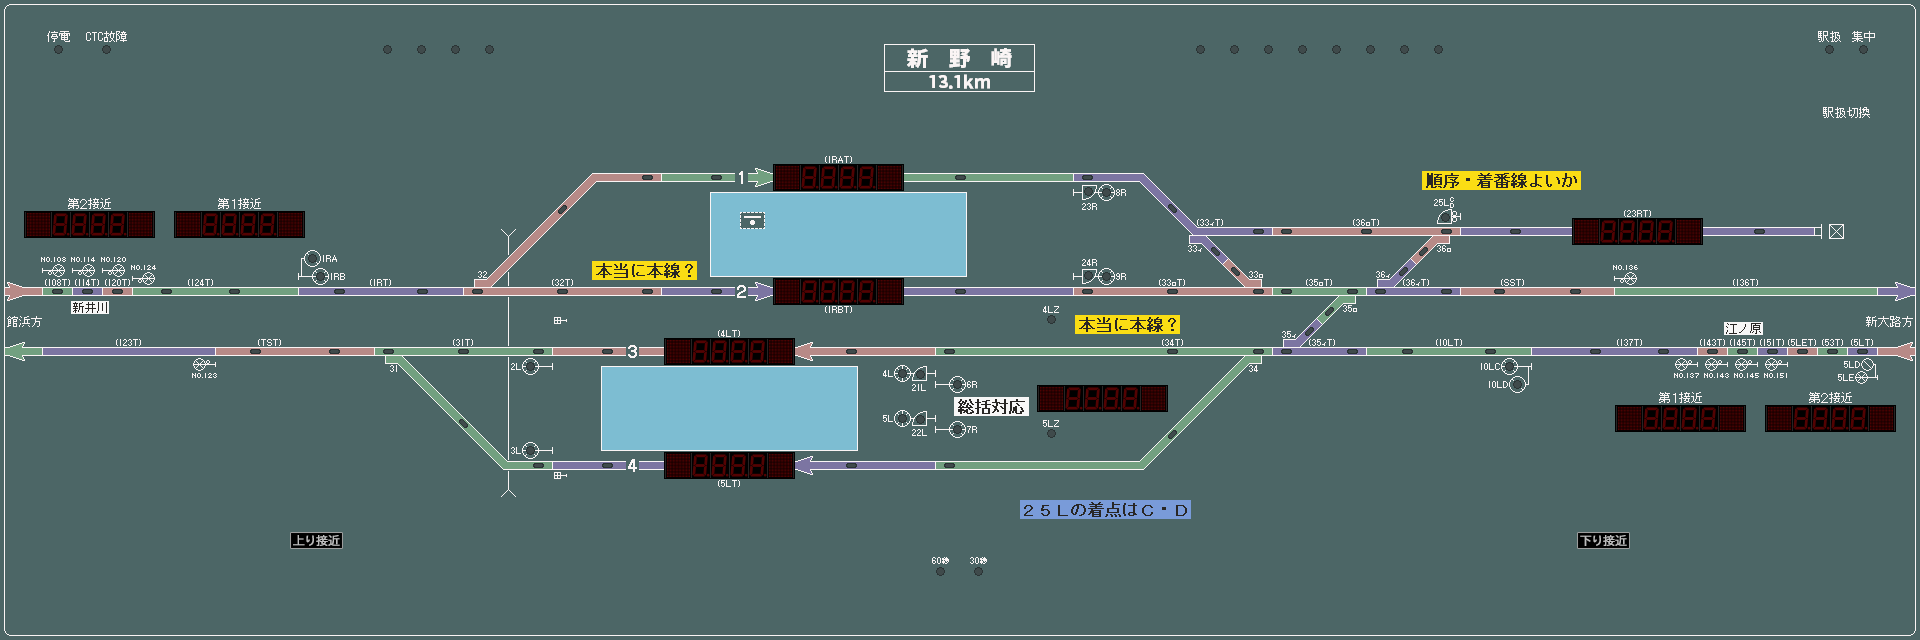 停電 CTC故障
駅扱 集中
新 野 崎
13.1km
駅扱切換
(1RAT)
1
順序・着番線よいか
8R
23R
25L
C
D
第2接近 第1接近
(33イT)
(36ロT)
(23RT)
33イ
36ロ
NO.108 NO.114 NO.120 NO.124
1RA
1RB
本当に本線？
24R
9R
32
33ロ
36イ
NO.136
(108T) (114T) (120T) (124T) (1RT) (32T) (33ロT) (35ロT) (36イT) (SST) (136T)
2
新井川
(1RBT)
4LZ
35ロ
館浜方
本当に本線？
新大路方
江ノ原
(4LT)
35イ
(123T) (TST) (31T) (34T) (35イT) (10LT) (137T) (143T) (145T) (151T) (5LET) (53T) (5LT)
3
NO.123
31
2L
4L
21L
6R
34
10LC
10LD
NO.137 NO.143 NO.145 NO.151
5LD
5LE
総括対応
第1接近 第2接近
5L
22L
7R
5LZ
3L
4
(5LT)
２５Ｌの着点はＣ・Ｄ
上り接近
下り接近
60秒 30秒